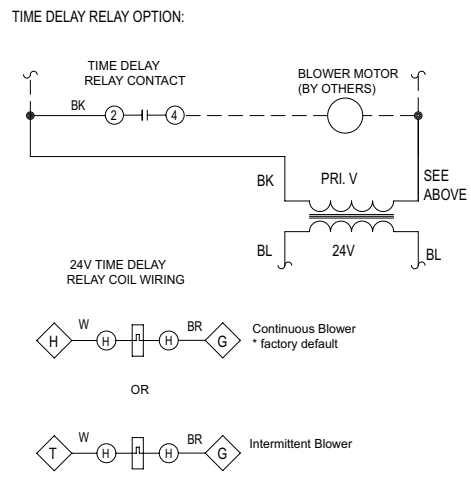 TIME DELAY RELAY OPTION:
TIME DELAY
RELAY CONTACT
BLOWER MOTOR
(BY OTHERS)
BK
2
4
BK
PRI. V
SEE
ABOVE
BL
24V
BL
24V TIME DELAY
RELAY COIL WIRING
H
W
H
H
BR
G
Continuous Blower
* factory default
OR
T
W
H
H
BR
G
Intermittent Blower